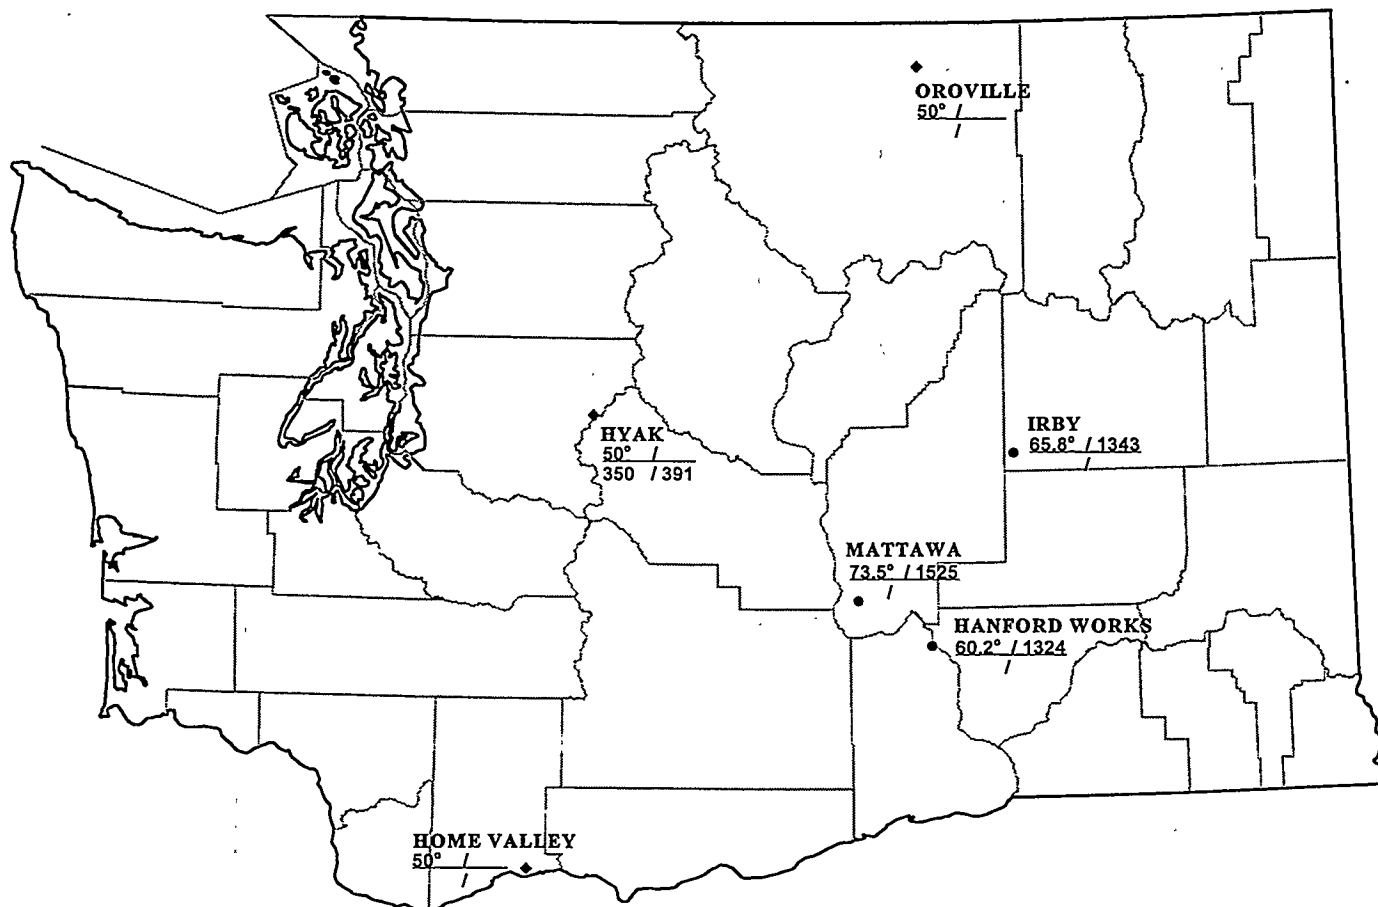 OROVILLE
50° /
/
IRBY
65.8° / 1343
/
HYAK
50° /
350 / 391
MATTAWA
73.5° / 1525
/
HANFORD WORKS
60.2° / 1324
/
HOME VALLEY
50° /
/